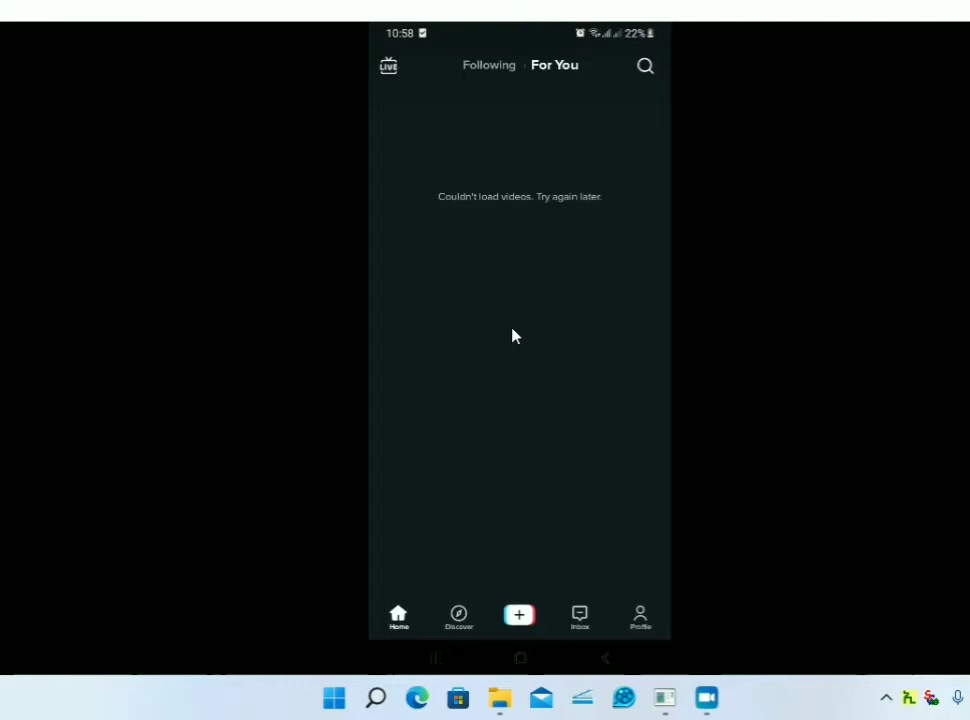 10:58 22%
LIVE Following For You
Couldn't load videos. Try again later.
Home Discover Inbox Profile